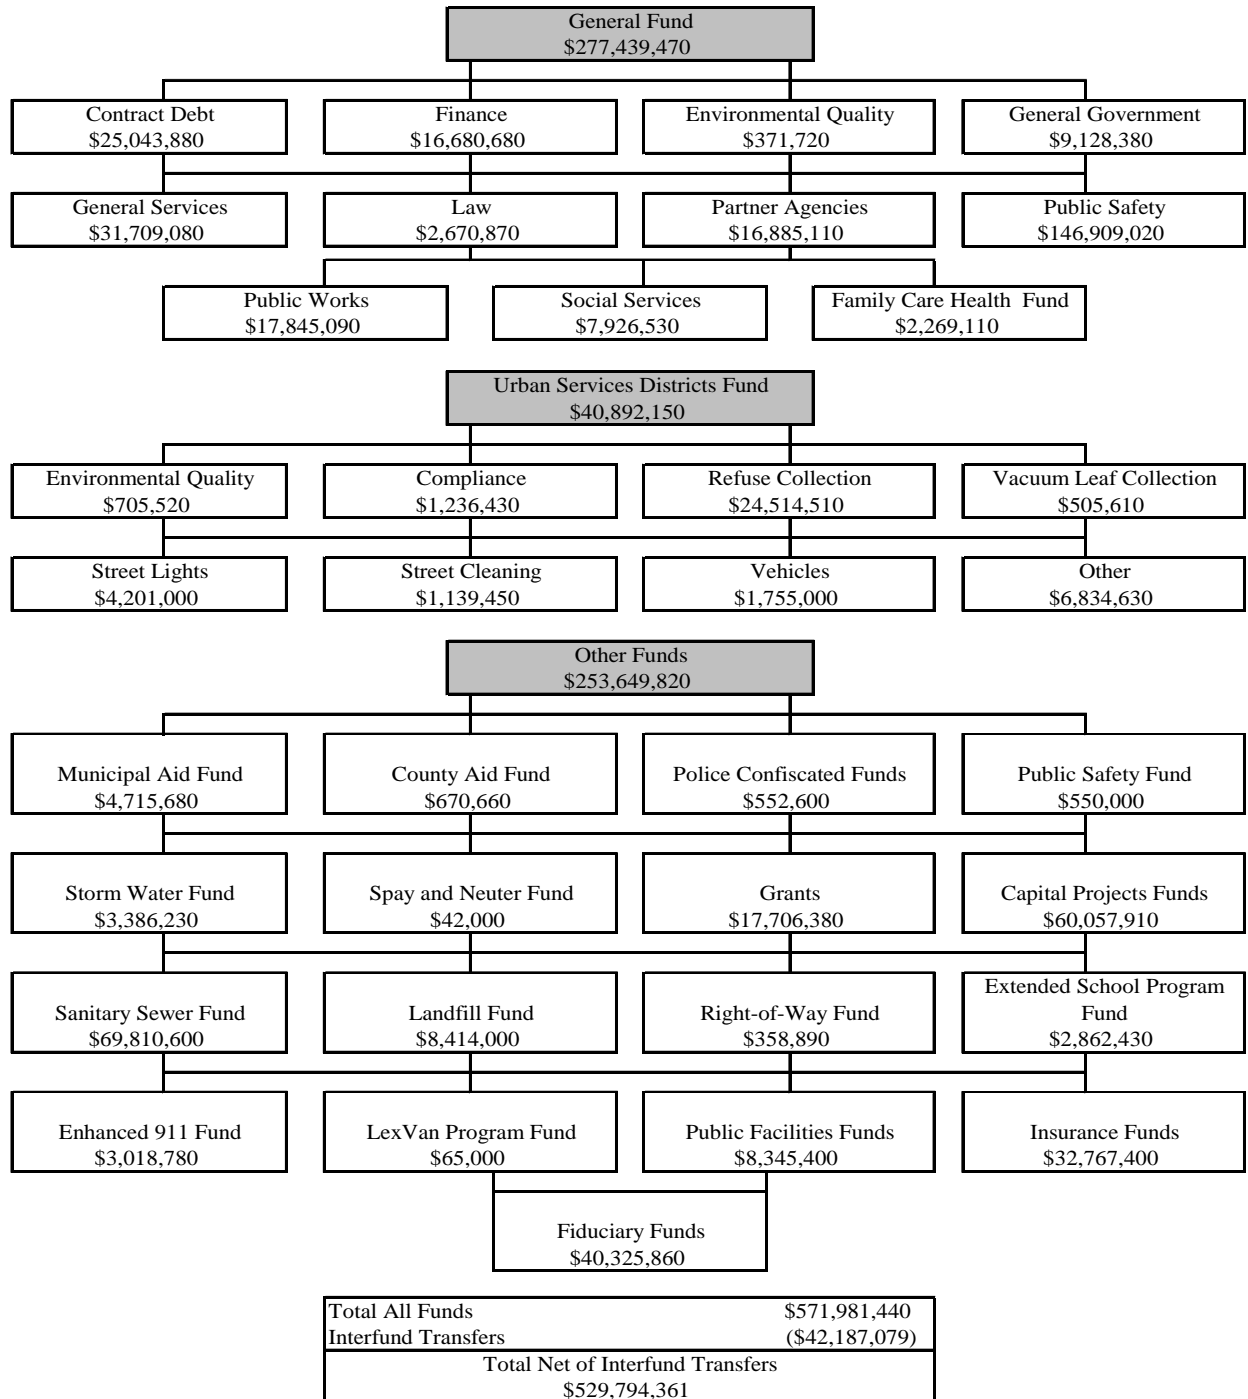 General Fund
$277,439,470
Contract Debt
$25,043,880
Finance
$16,680,680
Environmental Quality
$371,720
General Government
$9,128,380
General Services
$31,709,080
Law
$2,670,870
Partner Agencies
$16,885,110
Public Safety
$146,909,020
Public Works
$17,845,090
Social Services
$7,926,530
Family Care Health Fund
$2,269,110
Urban Services Districts Fund
$40,892,150
Environmental Quality
$705,520
Compliance
$1,236,430
Refuse Collection
$24,514,510
Vacuum Leaf Collection
$505,610
Street Lights
$4,201,000
Street Cleaning
$1,139,450
Vehicles
$1,755,000
Other
$6,834,630
Other Funds
$253,649,820
Municipal Aid Fund
$4,715,680
County Aid Fund
$670,660
Police Confiscated Funds
$552,600
Public Safety Fund
$550,000
Storm Water Fund
$3,386,230
Spay and Neuter Fund
$42,000
Grants
$17,706,380
Capital Projects Funds
$60,057,910
Sanitary Sewer Fund
$69,810,600
Landfill Fund
$8,414,000
Right-of-Way Fund
$358,890
Extended School Program
Fund
$2,862,430
Enhanced 911 Fund
$3,018,780
LexVan Program Fund
$65,000
Public Facilities Funds
$8,345,400
Insurance Funds
$32,767,400
Fiduciary Funds
$40,325,860
Total All Funds $571,981,440
Interfund Transfers ($42,187,079)
Total Net of Interfund Transfers
$529,794,361